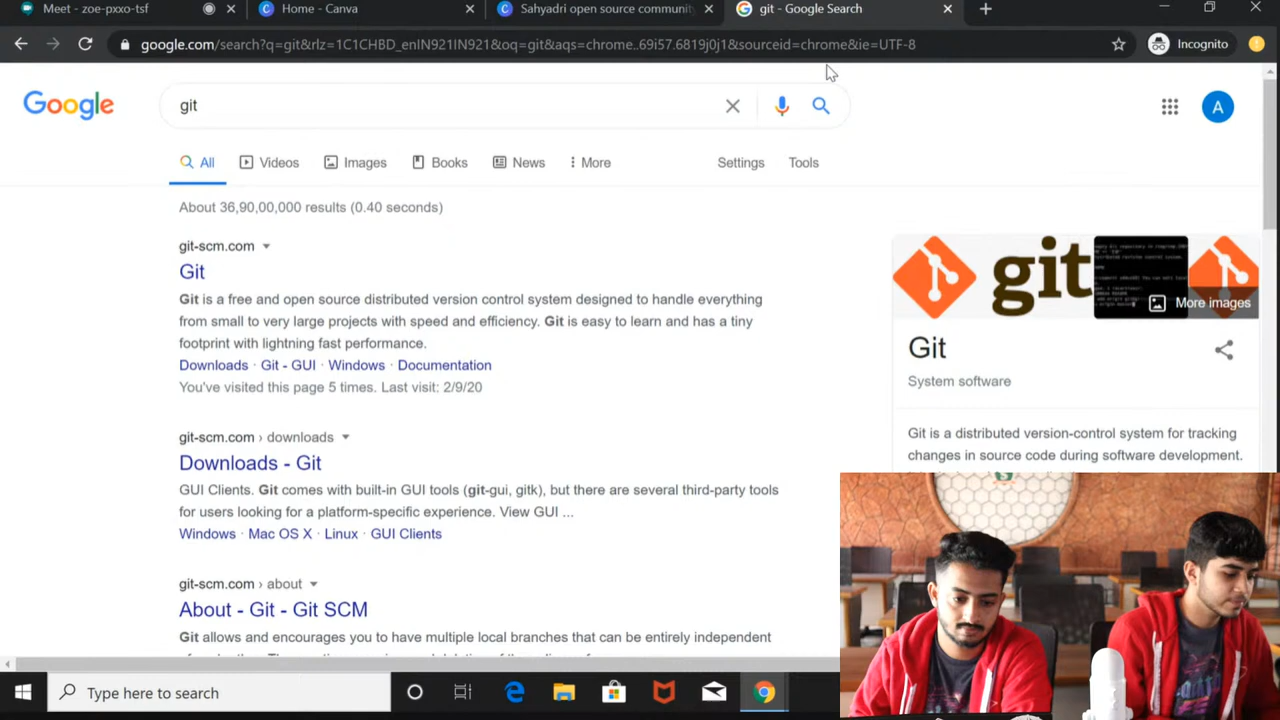 Meet - zoe-pxxo-tsf
Home - Canva
Sahyadri open source community
git - Google Search
google.com/search?q=git&rlz=1C1CHBD_enIN921IN921&oq=git&aqs=chrome..69i57.6819j0j1&sourceid=chrome&ie=UTF-8
Incognito
Google
git
A
All
Videos
Images
Books
News
More
Settings
Tools
About 36,90,00,000 results (0.40 seconds)
git-scm.com
Git
Git is a free and open source distributed version control system designed to handle everything
from small to very large projects with speed and efficiency. Git is easy to learn and has a tiny
footprint with lightning fast performance.
Downloads · Git - GUI · Windows · Documentation
You've visited this page 5 times. Last visit: 2/9/20
git-scm.com › downloads
Downloads - Git
GUI Clients. Git comes with built-in GUI tools (git-gui, gitk), but there are several third-party tools
for users looking for a platform-specific experience. View GUI ...
Windows · Mac OS X · Linux · GUI Clients
git-scm.com › about
About - Git - Git SCM
Git allows and encourages you to have multiple local branches that can be entirely independent
git
More images
Git
System software
Git is a distributed version-control system for tracking
changes in source code during software development.
Type here to search